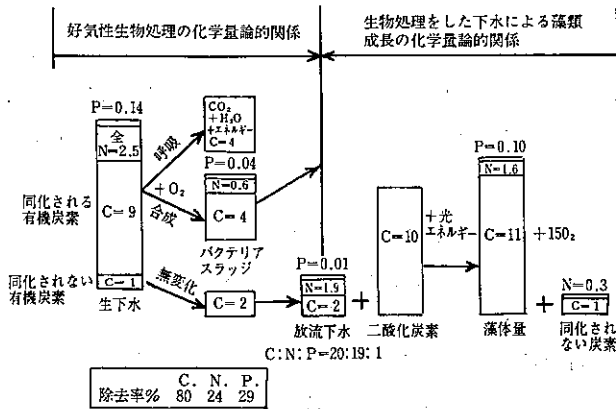 好気性生物処理の化学量論的関係
生物処理をした下水による藻類
成長の化学量論的関係
P=0.14
全
N=2.5
C=9
C=1
同化される
有機炭素
同化されない
有機炭素
生下水
呼吸
+O₂
合成
無変化
CO₂
+H₂O
+エネルギー
C=4
P=0.04
N=0.6
C=4
バクテリア
スラッジ
C=2
P=0.01
N=1.9
C=2
放流下水
C:N:P=20:19:1
+
C=10
二酸化炭素
+光
エネルギー
P=0.10
N=1.6
C=11
藻体量
+15O₂
+
N=0.3
C=1
同化され
ない炭素
C. N. P.
除去率% 80 24 29